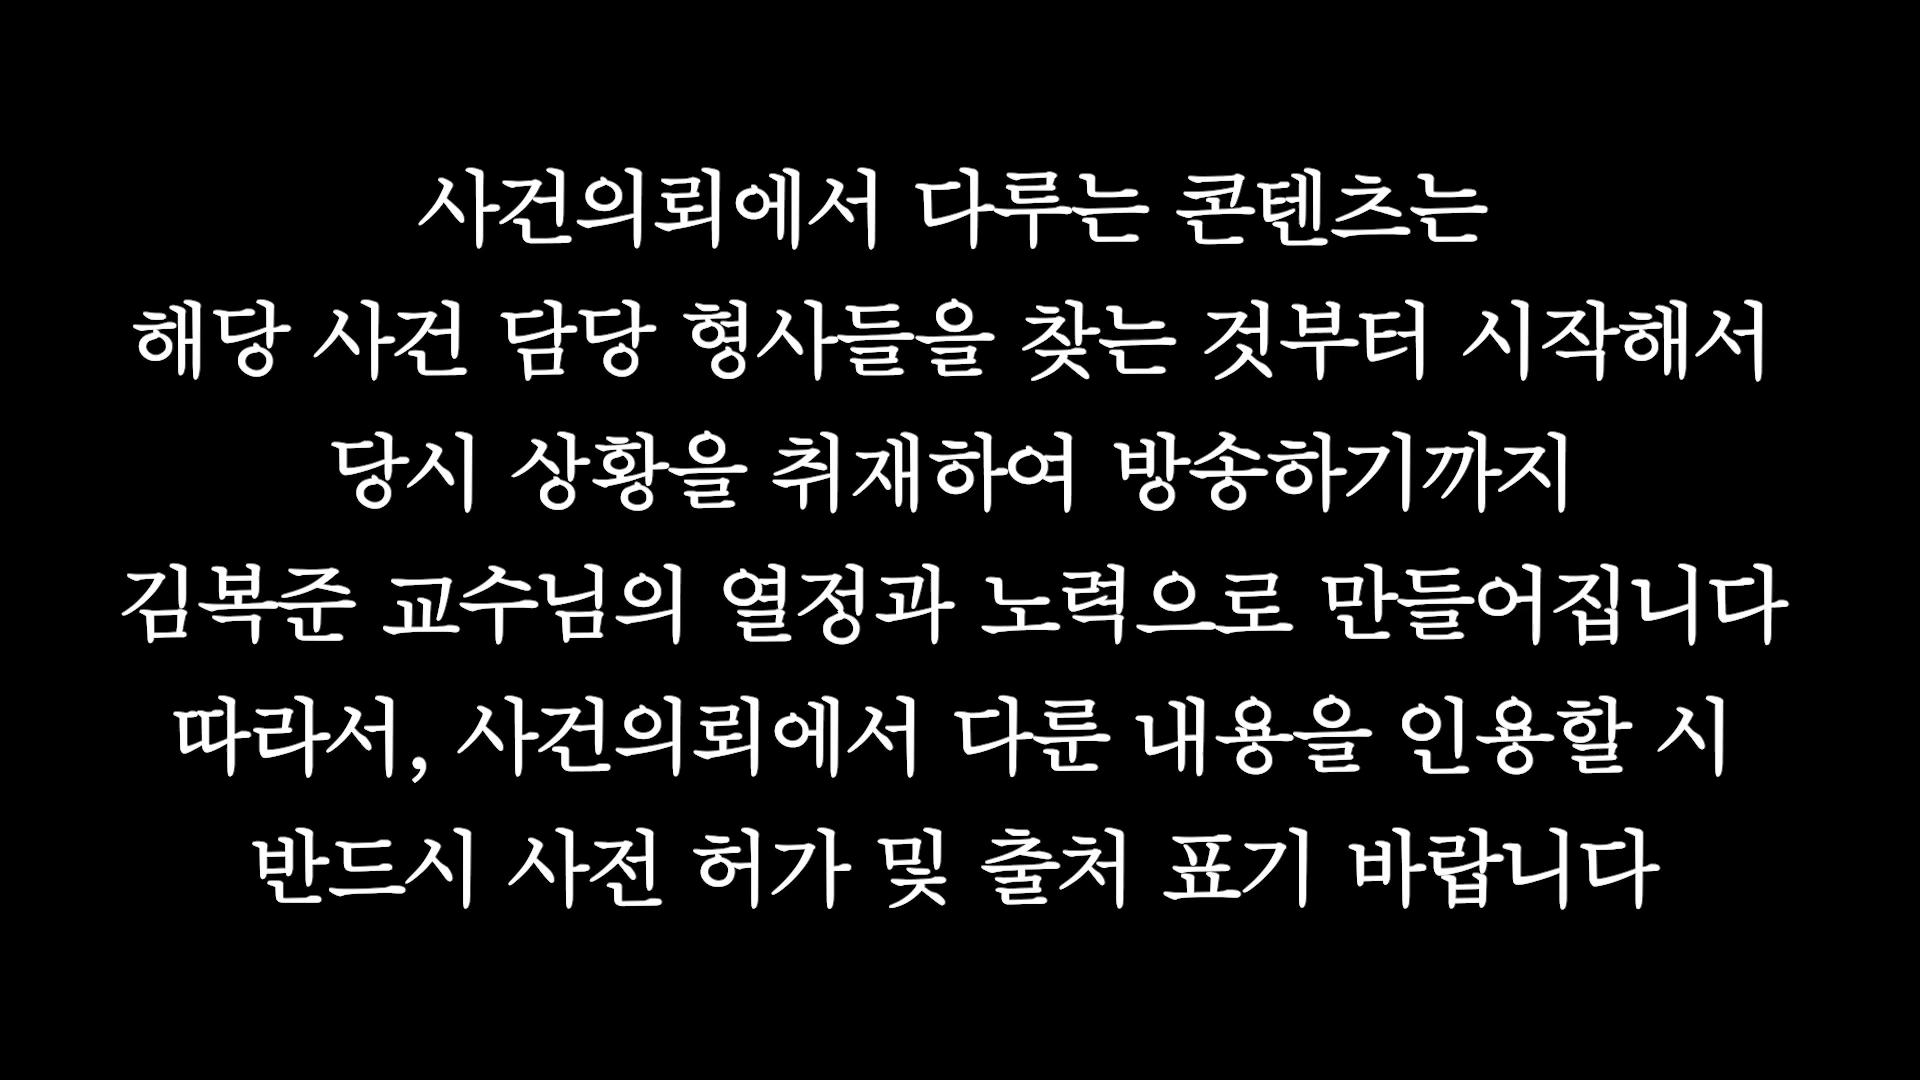 사건의뢰에서 다루는 콘텐츠는
해당 사건 담당 형사들을 찾는 것부터 시작해서
당시 상황을 취재하여 방송하기까지
김복준 교수님의 열정과 노력으로 만들어집니다
따라서, 사건의뢰에서 다룬 내용을 인용할 시
반드시 사전 허가 및 출처 표기 바랍니다